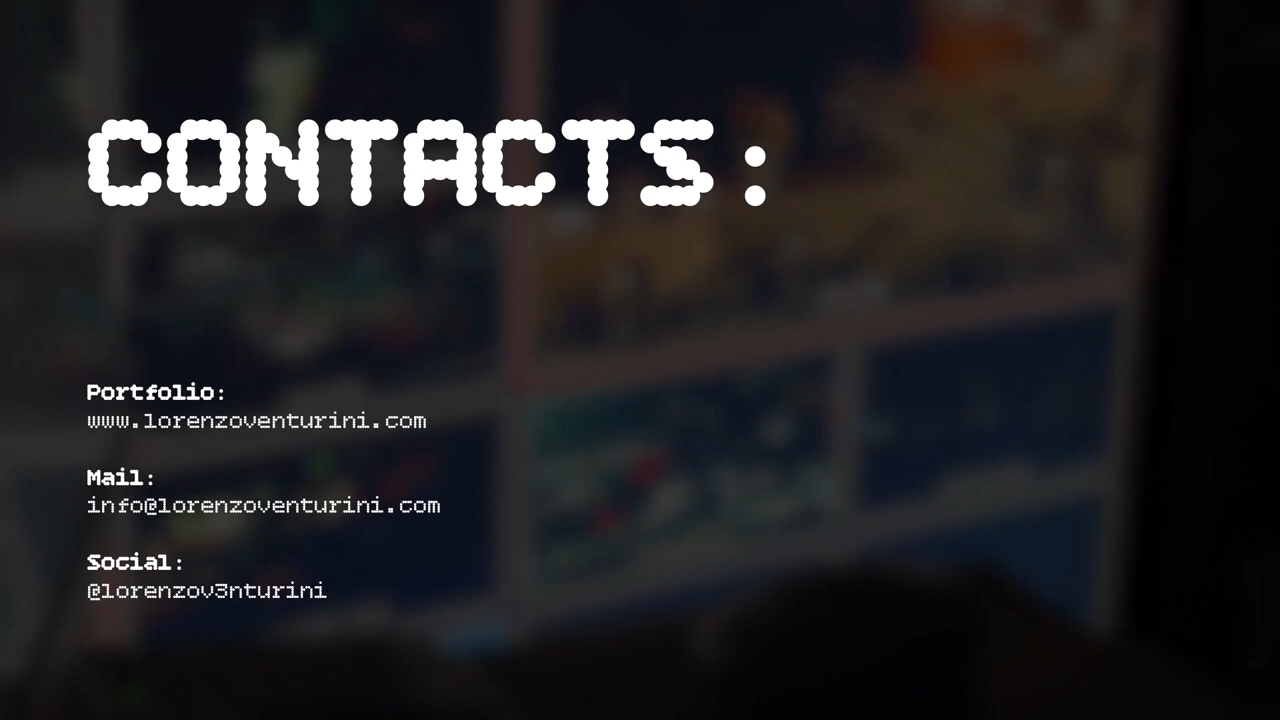 CONTACTS:
Portfolio:
www.lorenzoventurini.com
Mail:
info@lorenzoventurini.com
Social:
@lorenzov3nturini